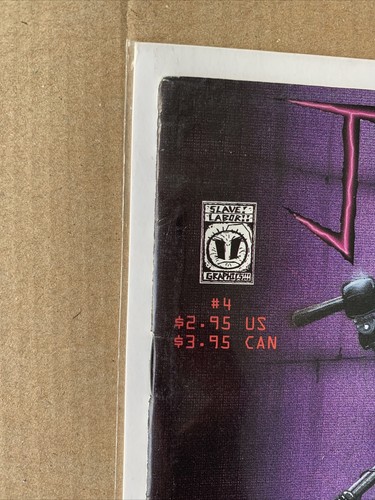 J
SLAVE
LABOR
GRAPHICS!!!
#4
$2.95 US
$3.95 CAN